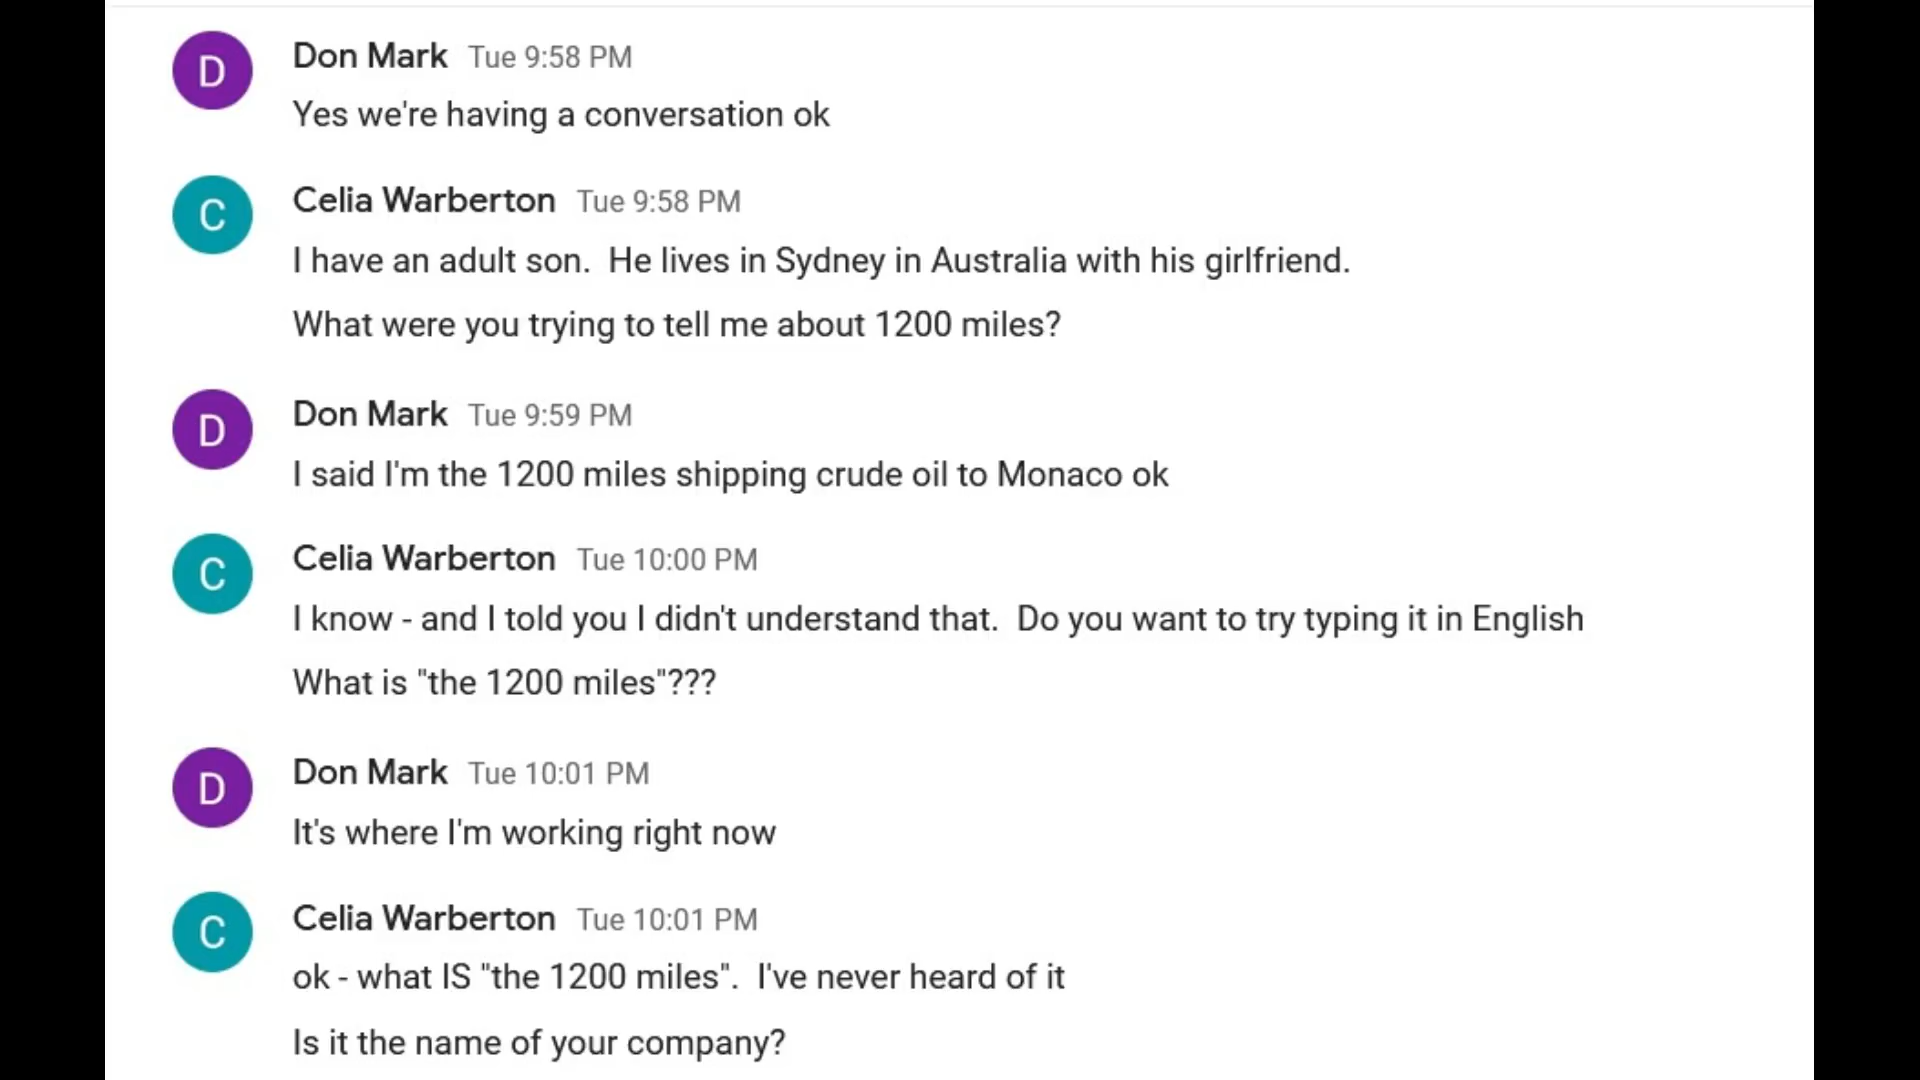 D
Don Mark Tue 9:58 PM
Yes we're having a conversation ok
C
Celia Warberton Tue 9:58 PM
I have an adult son.  He lives in Sydney in Australia with his girlfriend.
What were you trying to tell me about 1200 miles?
D
Don Mark Tue 9:59 PM
I said I'm the 1200 miles shipping crude oil to Monaco ok
C
Celia Warberton Tue 10:00 PM
I know - and I told you I didn't understand that.  Do you want to try typing it in English
What is "the 1200 miles"???
D
Don Mark Tue 10:01 PM
It's where I'm working right now
C
Celia Warberton Tue 10:01 PM
ok - what IS "the 1200 miles".  I've never heard of it
Is it the name of your company?